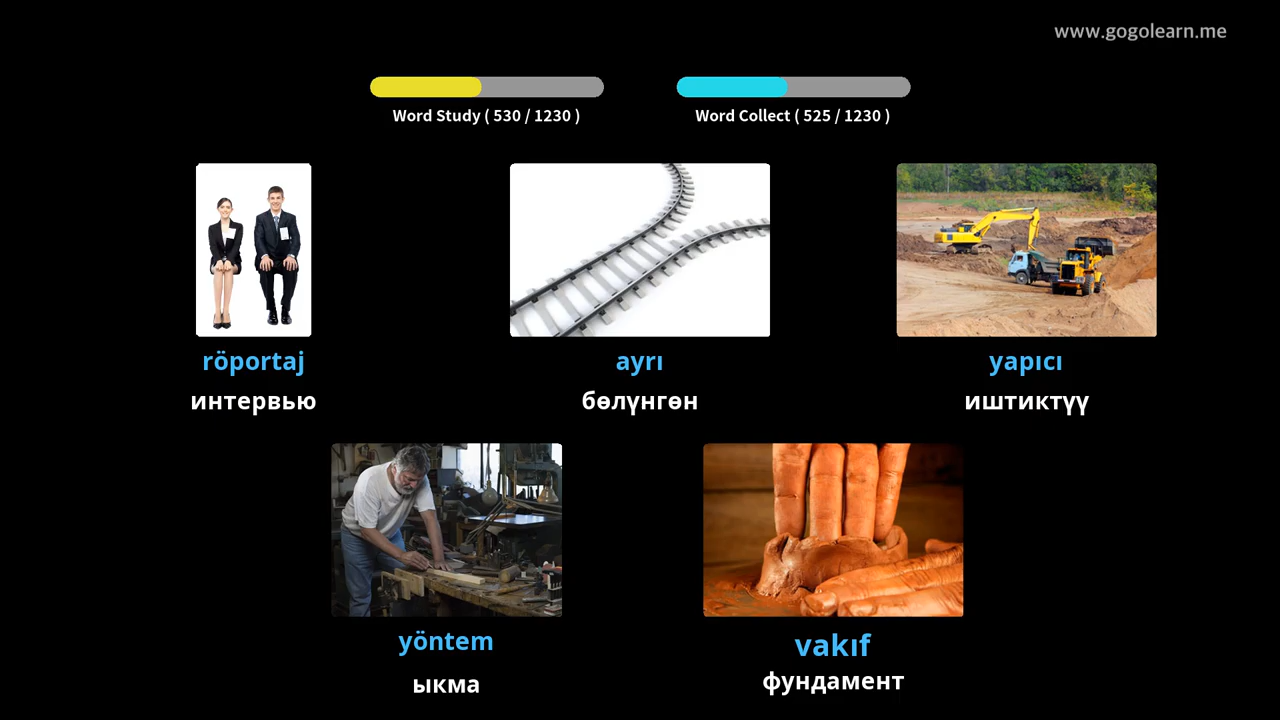 www.gogolearn.me
Word Study ( 530 / 1230 )
Word Collect ( 525 / 1230 )
röportaj
интервью
ayrı
бөлүнгөн
yapıcı
иштиктүү
yöntem
ыкма
vakıf
фундамент